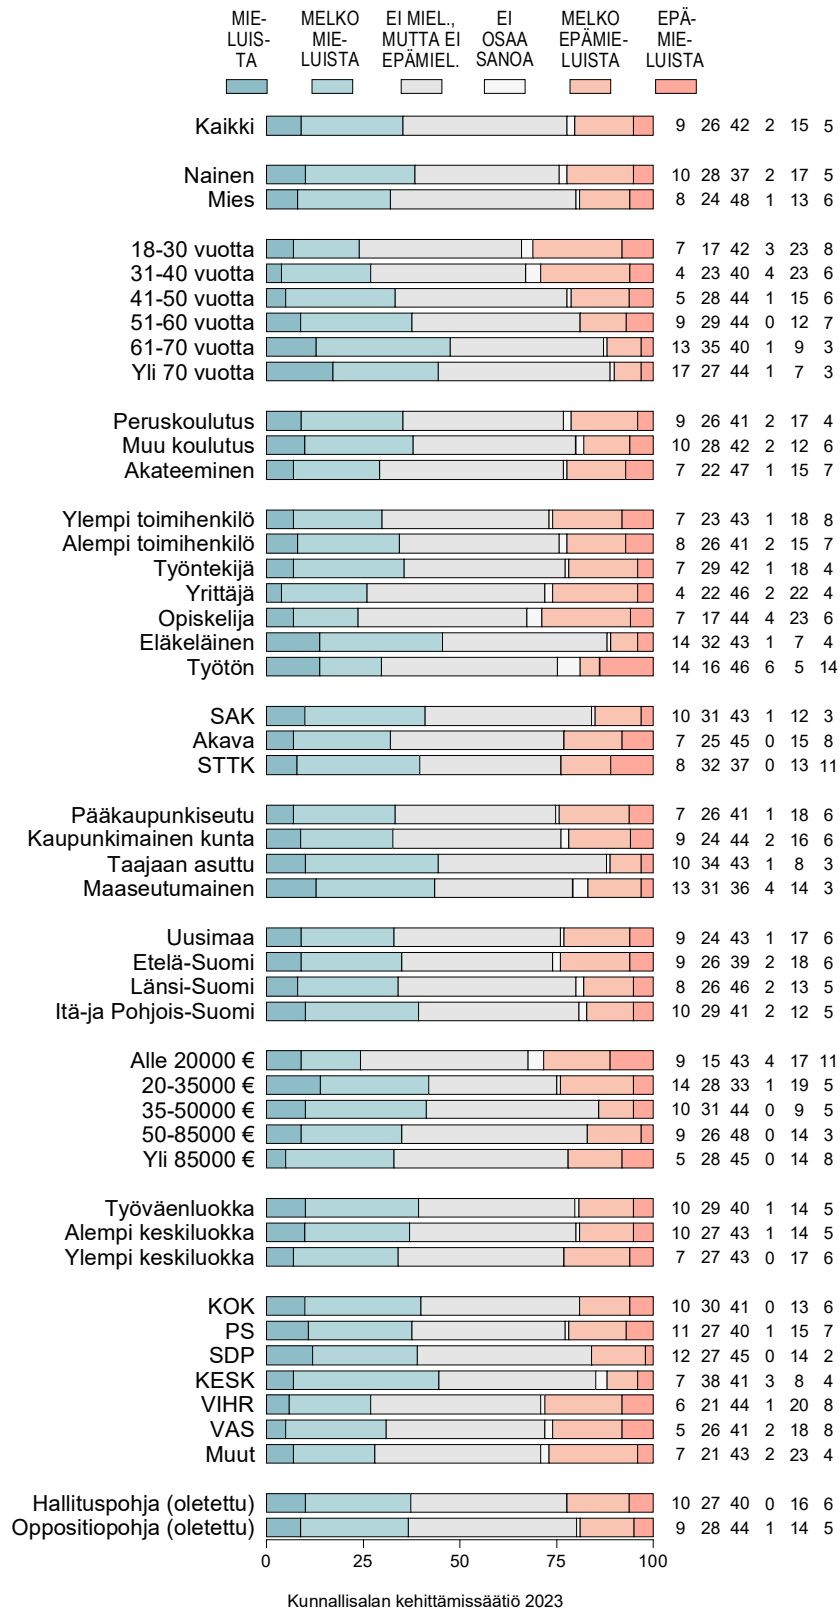 MIE-
LUIS-
TA
MELKO
MIE-
LUISTA
EI MIEL.,
MUTTA EI
EPÄMIEL.
EI
OSAA
SANOA
MELKO
EPÄMIE-
LUISTA
EPÄ-
MIE-
LUISTA
Kaikki 9 26 42 2 15 5
Nainen 10 28 37 2 17 5
Mies 8 24 48 1 13 6
18-30 vuotta 7 17 42 3 23 8
31-40 vuotta 4 23 40 4 23 6
41-50 vuotta 5 28 44 1 15 6
51-60 vuotta 9 29 44 0 12 7
61-70 vuotta 13 35 40 1 9 3
Yli 70 vuotta 17 27 44 1 7 3
Peruskoulutus 9 26 41 2 17 4
Muu koulutus 10 28 42 2 12 6
Akateeminen 7 22 47 1 15 7
Ylempi toimihenkilö 7 23 43 1 18 8
Alempi toimihenkilö 8 26 41 2 15 7
Työntekijä 7 29 42 1 18 4
Yrittäjä 4 22 46 2 22 4
Opiskelija 7 17 44 4 23 6
Eläkeläinen 14 32 43 1 7 4
Työtön 14 16 46 6 5 14
SAK 10 31 43 1 12 3
Akava 7 25 45 0 15 8
STTK 8 32 37 0 13 11
Pääkaupunkiseutu 7 26 41 1 18 6
Kaupunkimainen kunta 9 24 44 2 16 6
Taajaan asuttu 10 34 43 1 8 3
Maaseutumainen 13 31 36 4 14 3
Uusimaa 9 24 43 1 17 6
Etelä-Suomi 9 26 39 2 18 6
Länsi-Suomi 8 26 46 2 13 5
Itä-ja Pohjois-Suomi 10 29 41 2 12 5
Alle 20000 € 9 15 43 4 17 11
20-35000 € 14 28 33 1 19 5
35-50000 € 10 31 44 0 9 5
50-85000 € 9 26 48 0 14 3
Yli 85000 € 5 28 45 0 14 8
Työväenluokka 10 29 40 1 14 5
Alempi keskiluokka 10 27 43 1 14 5
Ylempi keskiluokka 7 27 43 0 17 6
KOK 10 30 41 0 13 6
PS 11 27 40 1 15 7
SDP 12 27 45 0 14 2
KESK 7 38 41 3 8 4
VIHR 6 21 44 1 20 8
VAS 5 26 41 2 18 8
Muut 7 21 43 2 23 4
Hallituspohja (oletettu) 10 27 40 0 16 6
Oppositiopohja (oletettu) 9 28 44 1 14 5
0 25 50 75 100
Kunnallisalan kehittämissäätiö 2023